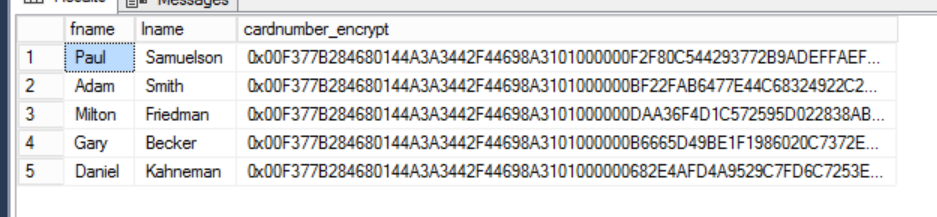 Results Messages
fname lname cardnumber_encrypt
1 Paul Samuelson 0x00F377B284680144A3A3442F44698A3101000000F2F80C544293772B9ADEFFAEF...
2 Adam Smith 0x00F377B284680144A3A3442F44698A3101000000BF22FAB6477E44C68324922C2...
3 Milton Friedman 0x00F377B284680144A3A3442F44698A3101000000DAA36F4D1C572595D022838AB...
4 Gary Becker 0x00F377B284680144A3A3442F44698A3101000000B6665D49BE1F1986020C7372E...
5 Daniel Kahneman 0x00F377B284680144A3A3442F44698A3101000000682E4AFD4A9529C7FD6C7253E...